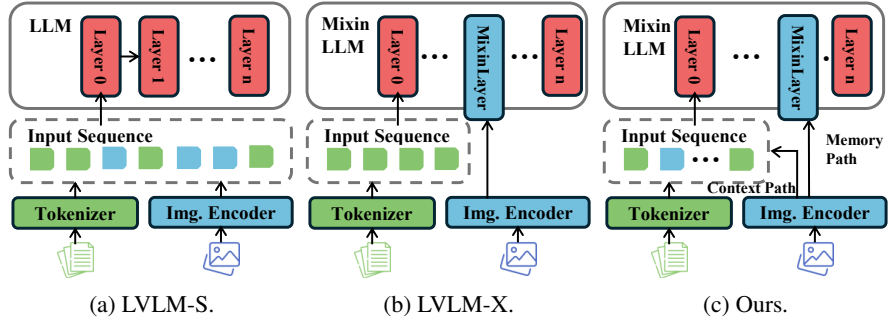 LLM
Layer 0
Layer 1
...
Layer n
Input Sequence
Tokenizer
Img. Encoder
(a) LVLM-S.
Mixin
LLM
Layer 0
...
MixinLayer
...
Layer n
Input Sequence
Tokenizer
Img. Encoder
(b) LVLM-X.
Mixin
LLM
Layer 0
...
MixinLayer
.
Layer n
Input Sequence
...
Memory
Path
Context Path
Tokenizer
Img. Encoder
(c) Ours.